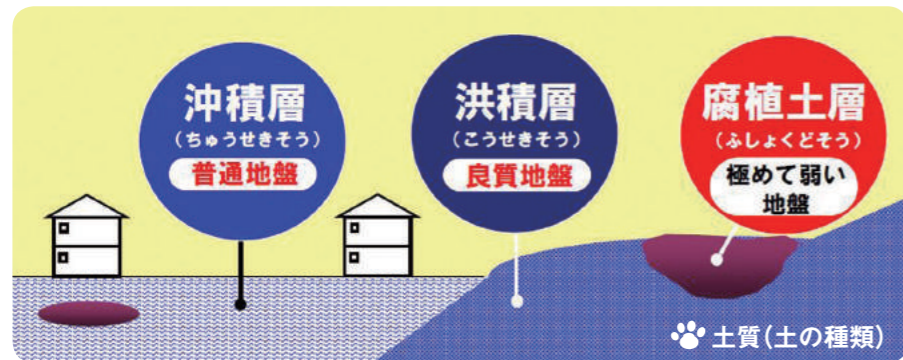 沖積層
（ちゅうせきそう）
普通地盤
洪積層
（こうせきそう）
良質地盤
腐植土層
（ふしょくどそう）
極めて弱い
地盤
土質（土の種類）